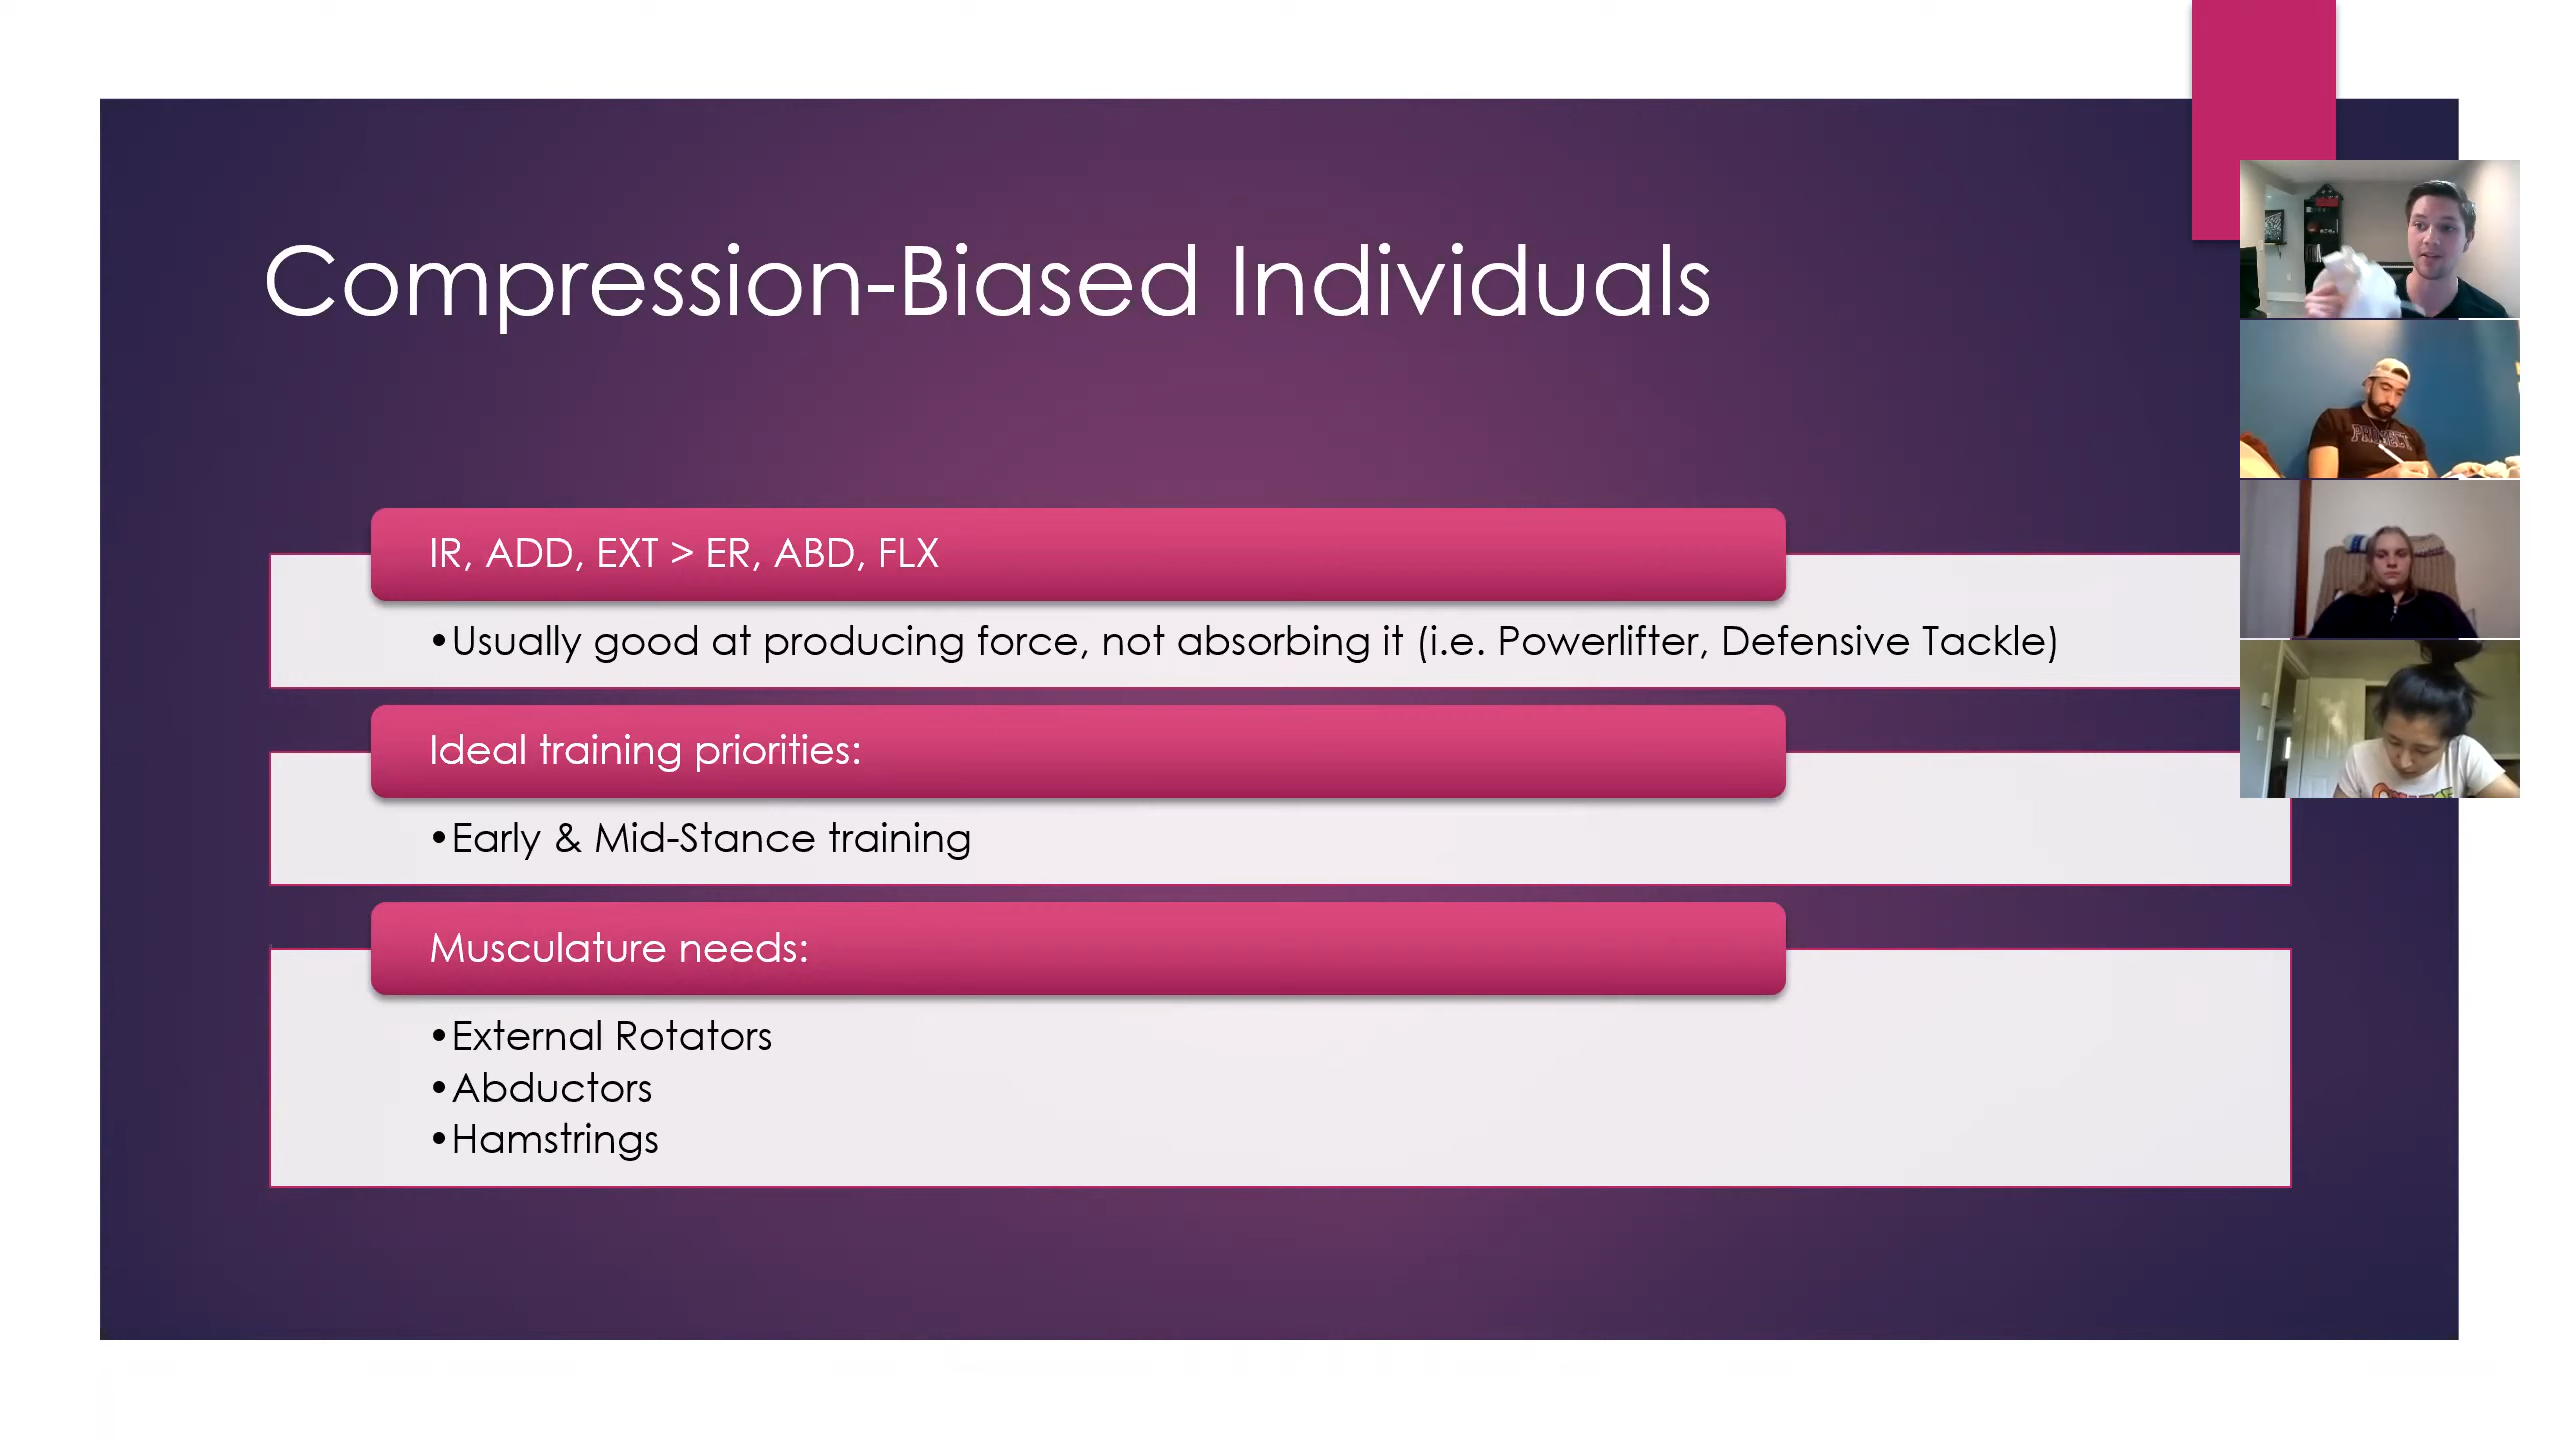 Compression-Biased Individuals
IR, ADD, EXT > ER, ABD, FLX
•Usually good at producing force, not absorbing it (i.e. Powerlifter, Defensive Tackle)
Ideal training priorities:
•Early & Mid-Stance training
Musculature needs:
•External Rotators
•Abductors
•Hamstrings